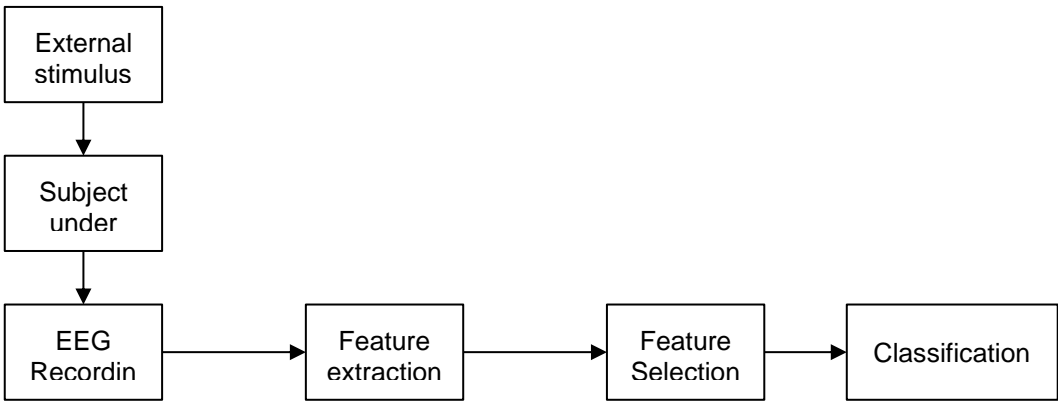 External
stimulus
Subject
under
EEG
Recordin
Feature
extraction
Feature
Selection
Classification